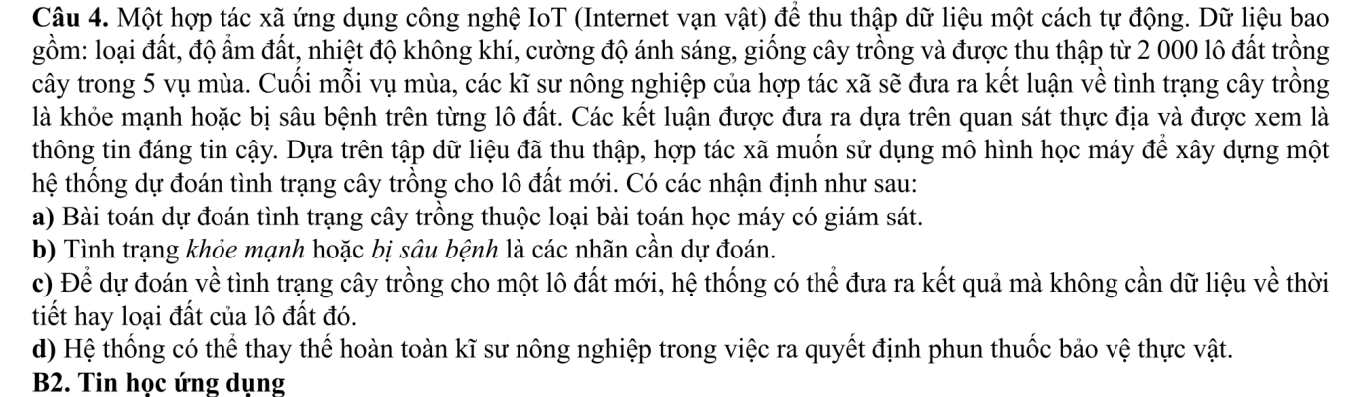 Câu 4. Một hợp tác xã ứng dụng công nghệ IoT (Internet vạn vật) để thu thập dữ liệu một cách tự động. Dữ liệu bao
gồm: loại đất, độ ẩm đất, nhiệt độ không khí, cường độ ánh sáng, giống cây trồng và được thu thập từ 2 000 lô đất trồng
cây trong 5 vụ mùa. Cuối mỗi vụ mùa, các kĩ sư nông nghiệp của hợp tác xã sẽ đưa ra kết luận về tình trạng cây trồng
là khỏe mạnh hoặc bị sâu bệnh trên từng lô đất. Các kết luận được đưa ra dựa trên quan sát thực địa và được xem là
thông tin đáng tin cậy. Dựa trên tập dữ liệu đã thu thập, hợp tác xã muốn sử dụng mô hình học máy để xây dựng một
hệ thống dự đoán tình trạng cây trồng cho lô đất mới. Có các nhận định như sau:
a) Bài toán dự đoán tình trạng cây trồng thuộc loại bài toán học máy có giám sát.
b) Tình trạng khỏe mạnh hoặc bị sâu bệnh là các nhãn cần dự đoán.
c) Để dự đoán về tình trạng cây trồng cho một lô đất mới, hệ thống có thể đưa ra kết quả mà không cần dữ liệu về thời
tiết hay loại đất của lô đất đó.
d) Hệ thống có thể thay thế hoàn toàn kĩ sư nông nghiệp trong việc ra quyết định phun thuốc bảo vệ thực vật.
B2. Tin học ứng dụng